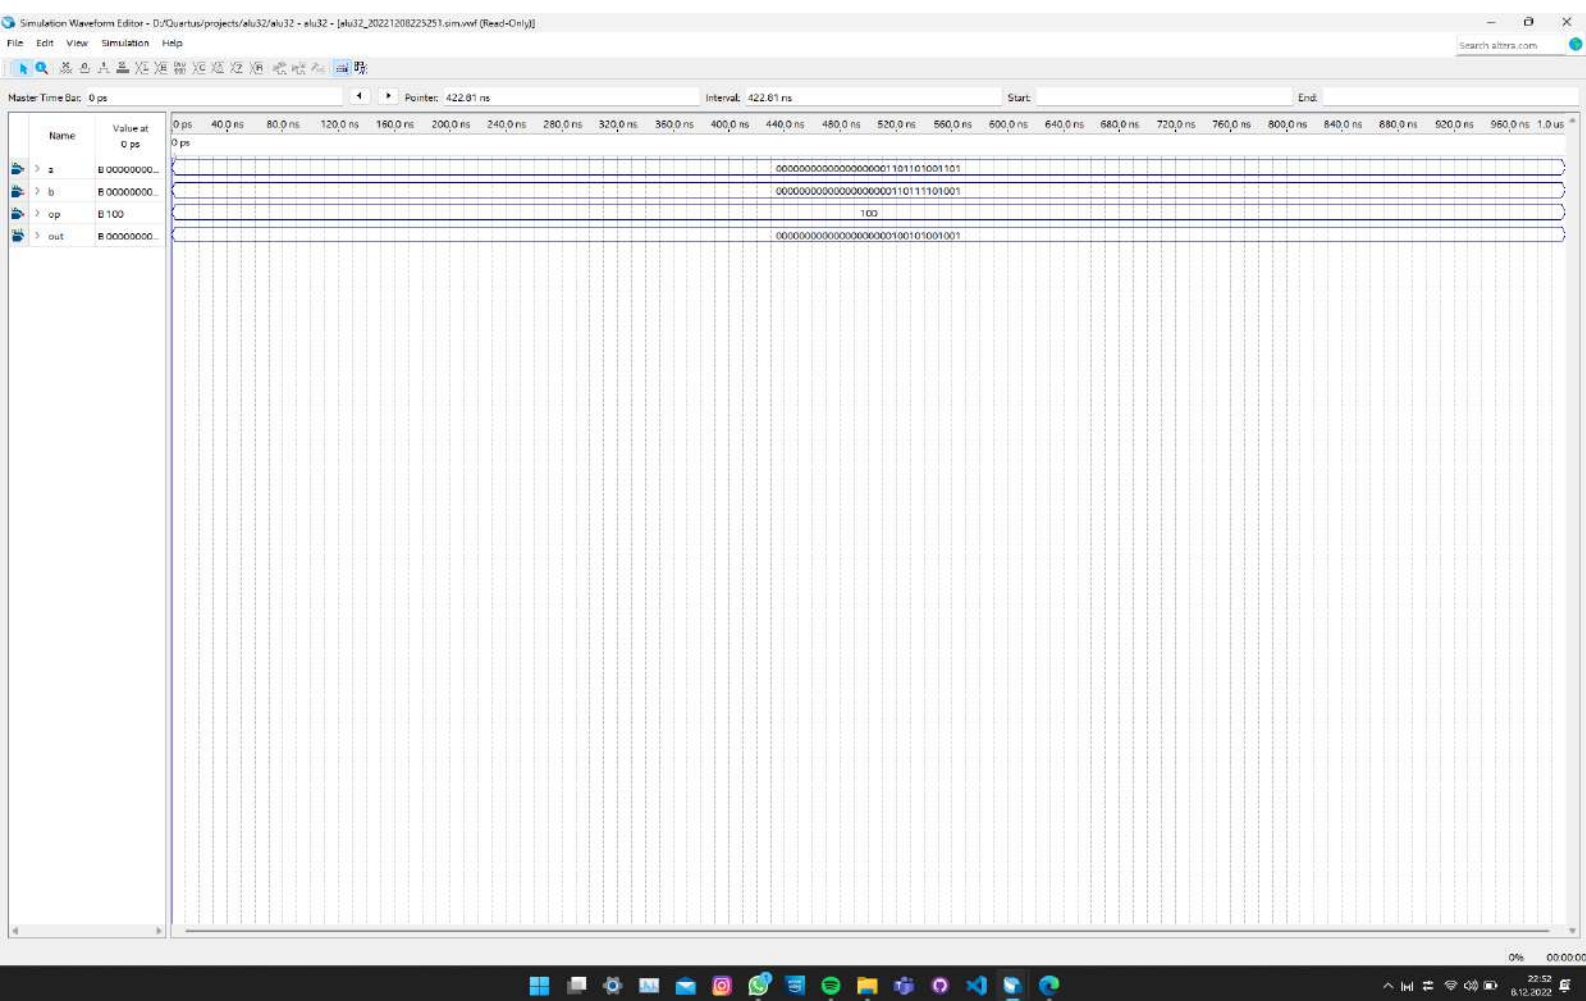 Simulation Waveform Editor - D:/Quartus/projects/alu32/alu32 - alu32 - [alu32_20221208225251.sim.vwf (Read-Only)]
File Edit View Simulation Help
Search altera.com
Master Time Bar: 0 ps Pointer: 422.81 ns Interval: 422.81 ns Start: End:
Name Value at 0 ps
0 ps 40.0 ns 80.0 ns 120.0 ns 160.0 ns 200.0 ns 240.0 ns 280.0 ns 320.0 ns 360.0 ns 400.0 ns 440.0 ns 480.0 ns 520.0 ns 560.0 ns 600.0 ns 640.0 ns 680.0 ns 720.0 ns 760.0 ns 800.0 ns 840.0 ns 880.0 ns 920.0 ns 960.0 ns 1.0 us
0 ps
a B 00000000... 00000000000000000001101101001101
b B 00000000... 00000000000000000000110111101001
op B 100 100
out B 00000000... 00000000000000000000100101001001
0% 00:00:00
22:52
8.12.2022